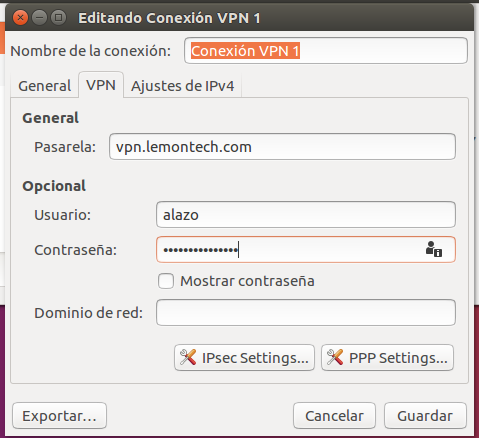 Editando Conexión VPN 1
Nombre de la conexión: Conexión VPN 1
General VPN Ajustes de IPv4
General
Pasarela: vpn.lemontech.com
Opcional
Usuario: alazo
Contraseña: •••••••••••••••
Mostrar contraseña
Dominio de red:
IPsec Settings... PPP Settings...
Exportar... Cancelar Guardar